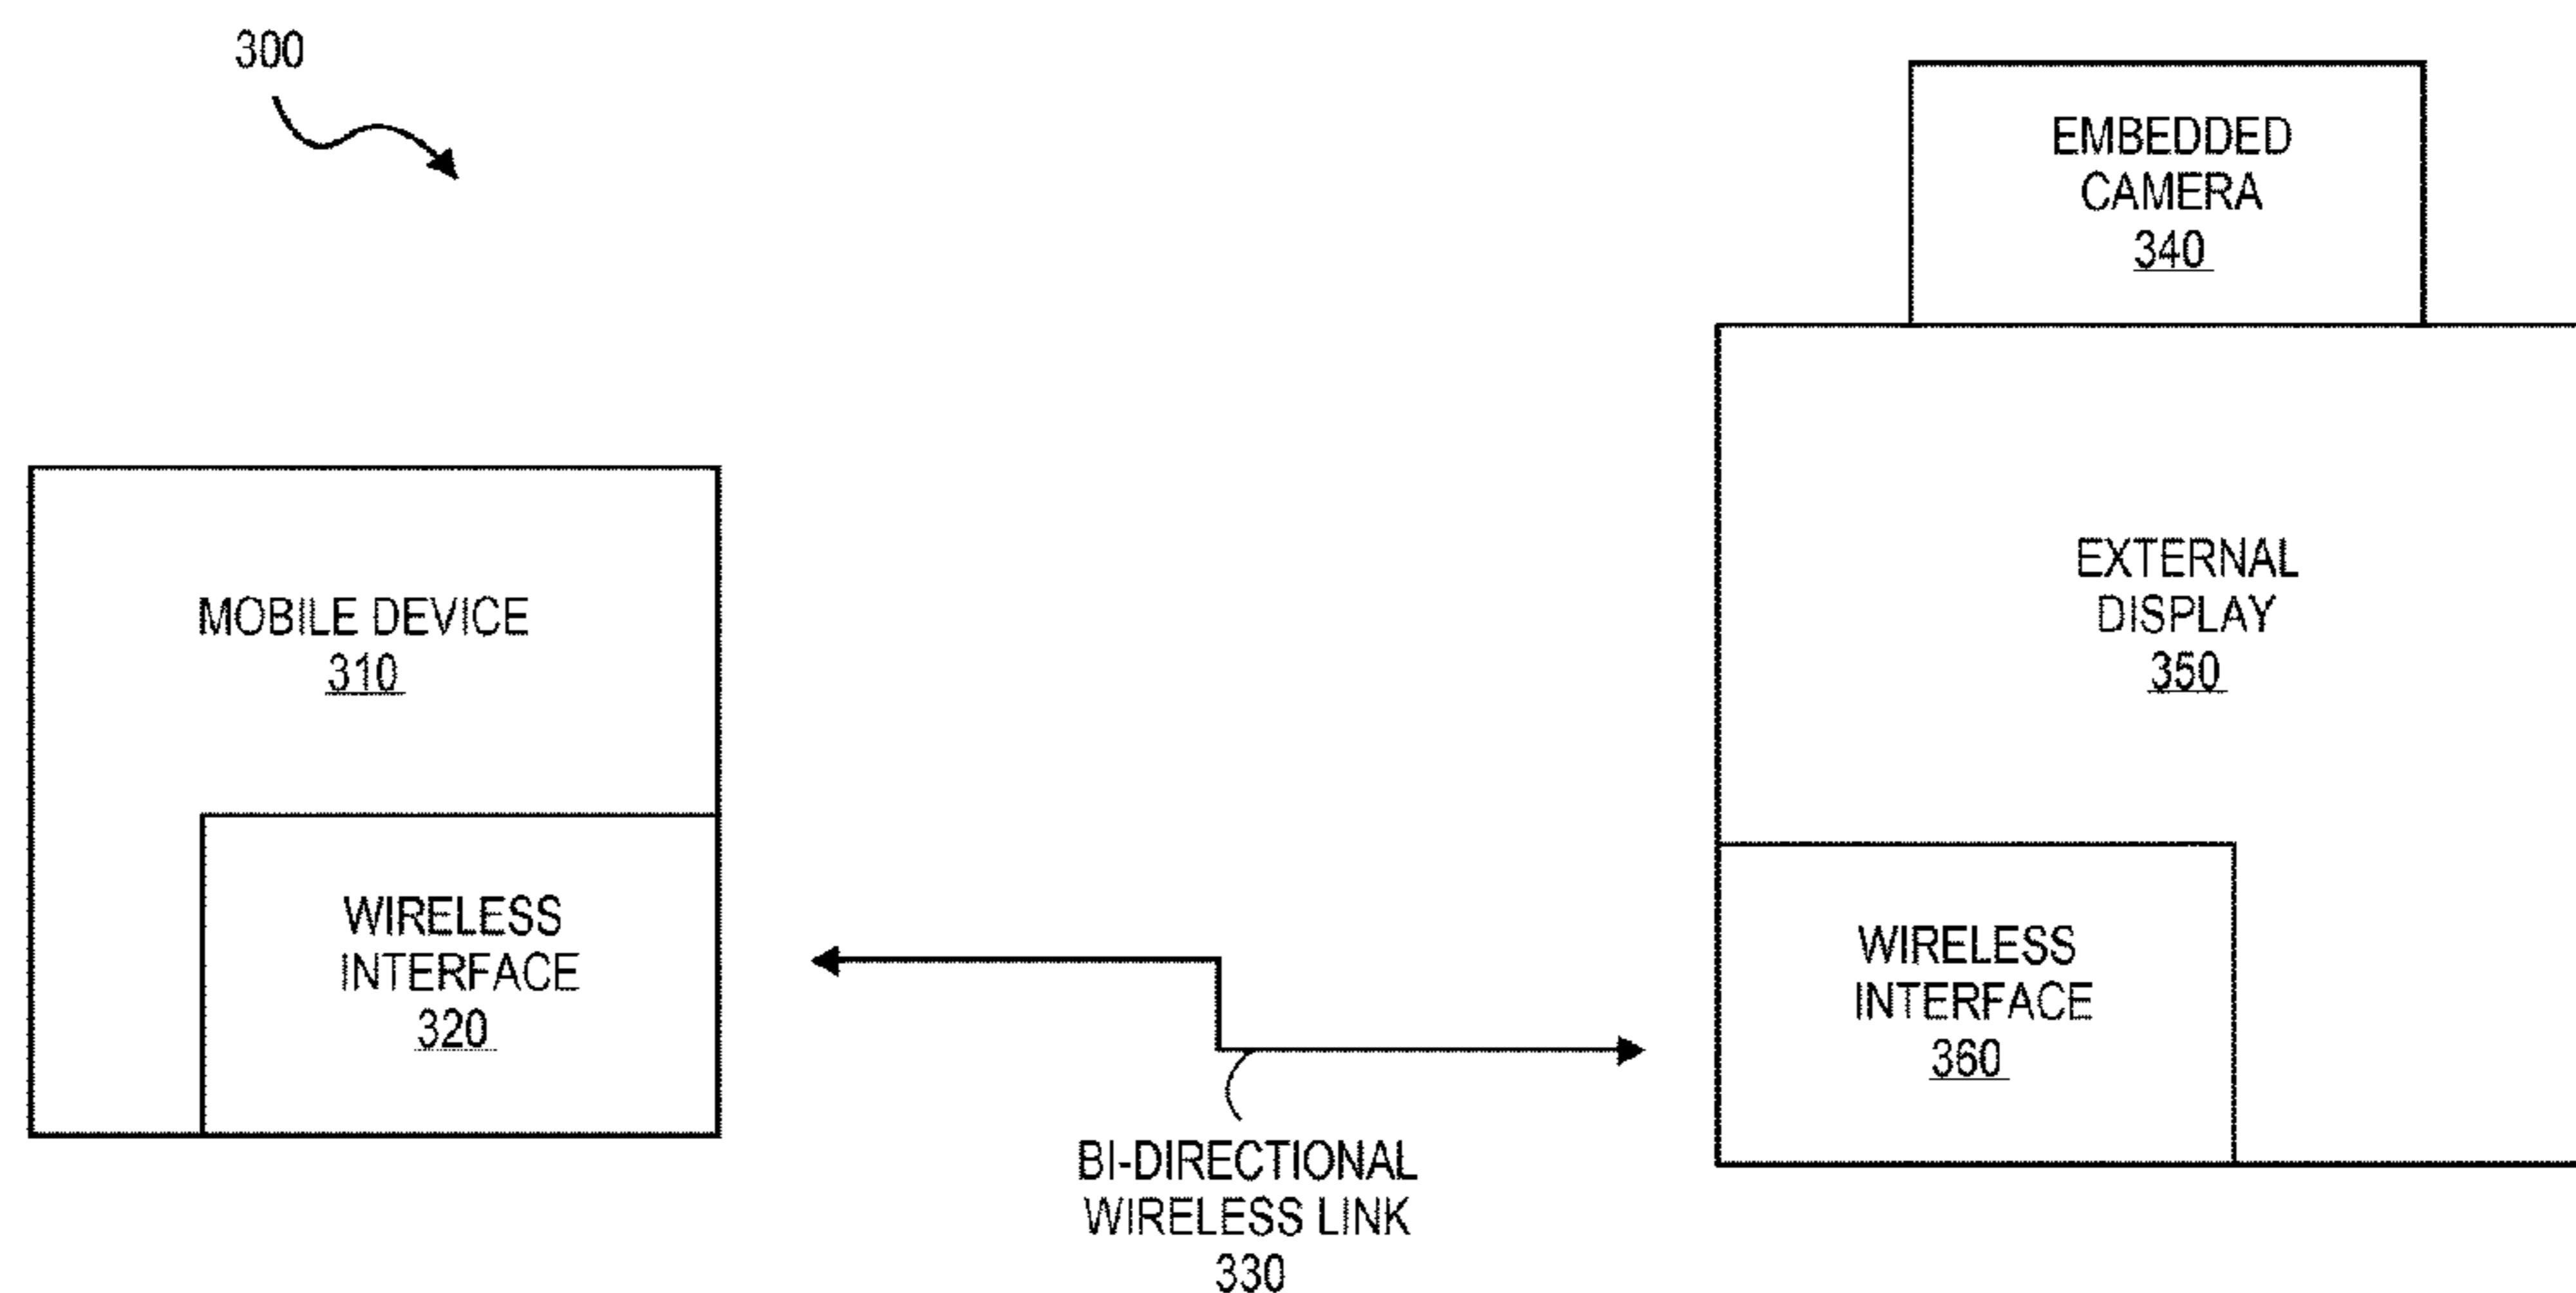 300
EMBEDDED
CAMERA
340
MOBILE DEVICE
310
EXTERNAL
DISPLAY
350
WIRELESS
INTERFACE
320
WIRELESS
INTERFACE
360
BI-DIRECTIONAL
WIRELESS LINK
330